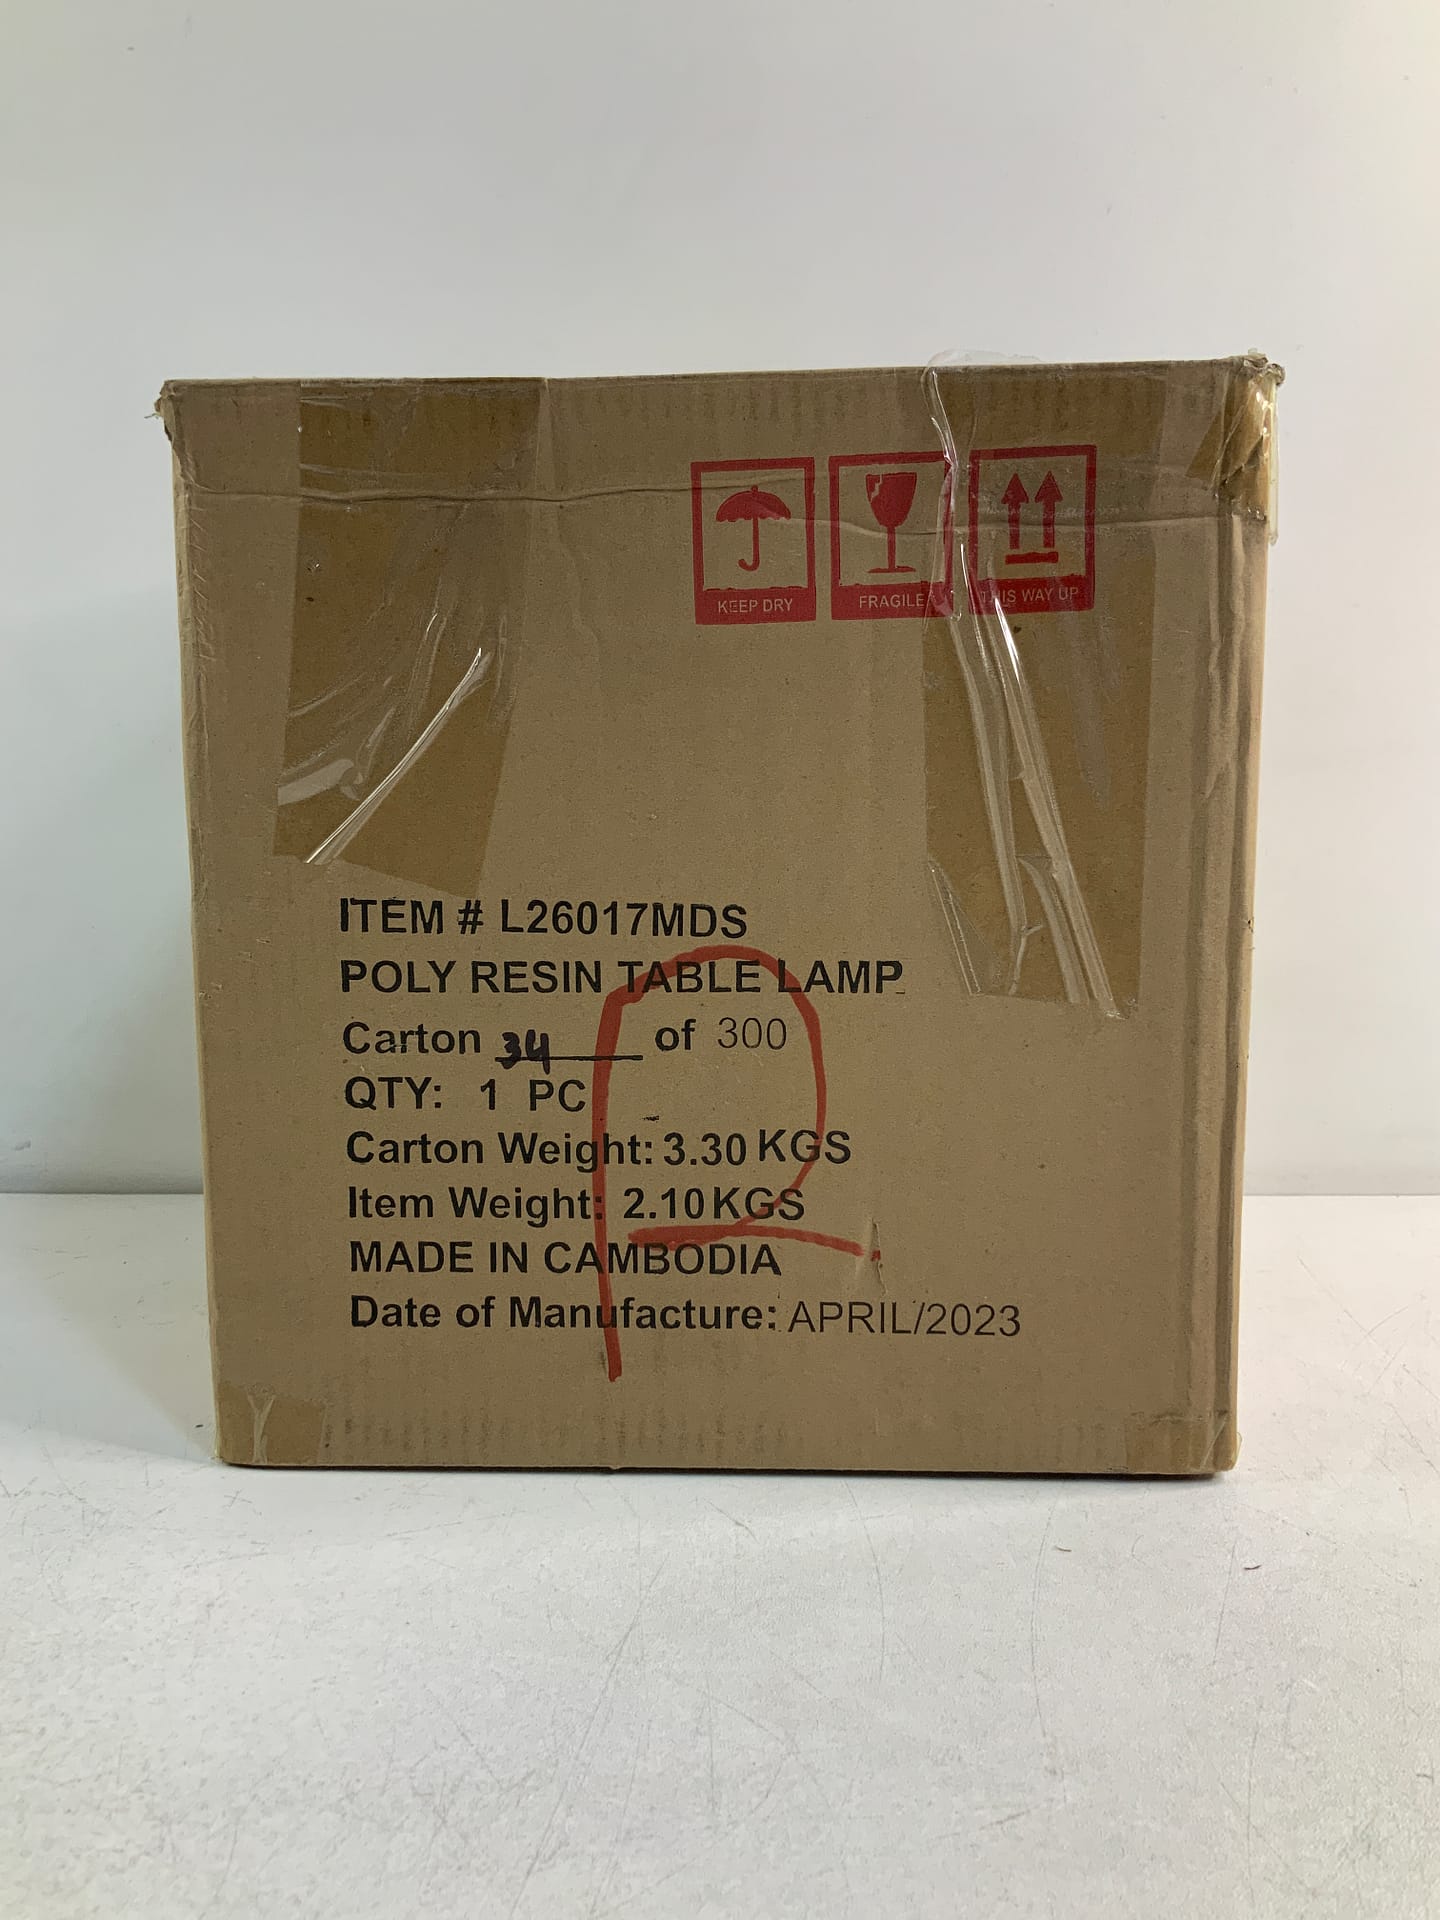 KEEP DRY
FRAGILE
THIS WAY UP
ITEM # L26017MDS
POLY RESIN TABLE LAMP
Carton 34 of 300
QTY: 1 PC
Carton Weight: 3.30 KGS
Item Weight: 2.10 KGS
MADE IN CAMBODIA
Date of Manufacture: APRIL/2023